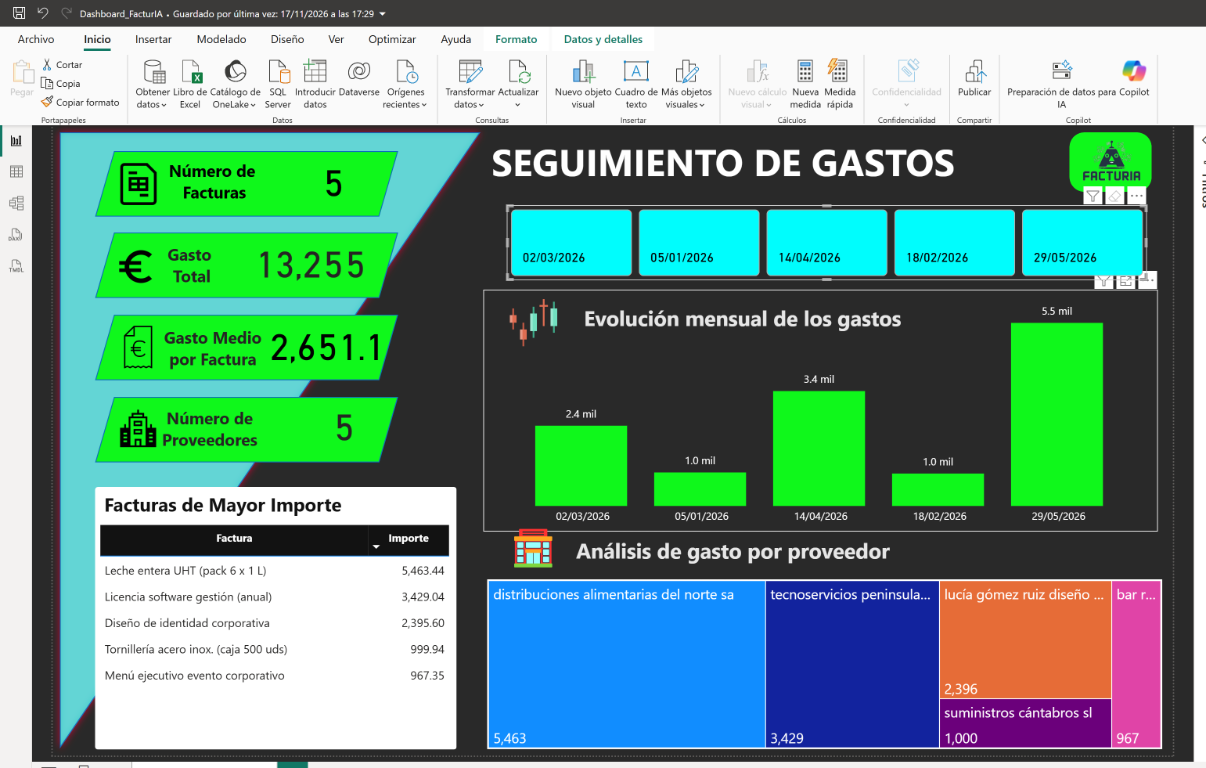 Dashboard_FacturIA • Guardado por última vez: 17/11/2026 a las 17:29
Archivo
Inicio
Insertar
Modelado
Diseño
Ver
Optimizar
Ayuda
Formato
Datos y detalles
Pegar
Cortar
Copia
Copiar formato
Portapapeles
Obtener
datos
Libro de
Excel
Catálogo de
OneLake
SQL
Server
Introducir
datos
Dataverse
Orígenes
recientes
Datos
Transformar
datos
Actualizar
Consultas
Nuevo objeto
visual
Cuadro de
texto
Más objetos
visuales
Insertar
Nuevo cálculo
visual
Nueva
medida
Medida
rápida
Cálculos
Confidencialidad
Confidencialidad
Publicar
Compartir
Preparación de datos para
IA
Copilot
Copilot
Número de
Facturas
5
Gasto
Total
13,255
Gasto Medio
por Factura
2,651.1
Número de
Proveedores
5
Facturas de Mayor Importe
Factura Importe
Leche entera UHT (pack 6 x 1 L) 5,463.44
Licencia software gestión (anual) 3,429.04
Diseño de identidad corporativa 2,395.60
Tornillería acero inox. (caja 500 uds) 999.94
Menú ejecutivo evento corporativo 967.35
SEGUIMIENTO DE GASTOS
FACTURIA
02/03/2026
05/01/2026
14/04/2026
18/02/2026
29/05/2026
Evolución mensual de los gastos
2.4 mil
1.0 mil
3.4 mil
1.0 mil
5.5 mil
02/03/2026
05/01/2026
14/04/2026
18/02/2026
29/05/2026
Análisis de gasto por proveedor
distribuciones alimentarias del norte sa
5,463
tecnoservicios peninsula...
3,429
lucía gómez ruiz diseño ...
2,396
suministros cántabros sl
1,000
bar r...
967